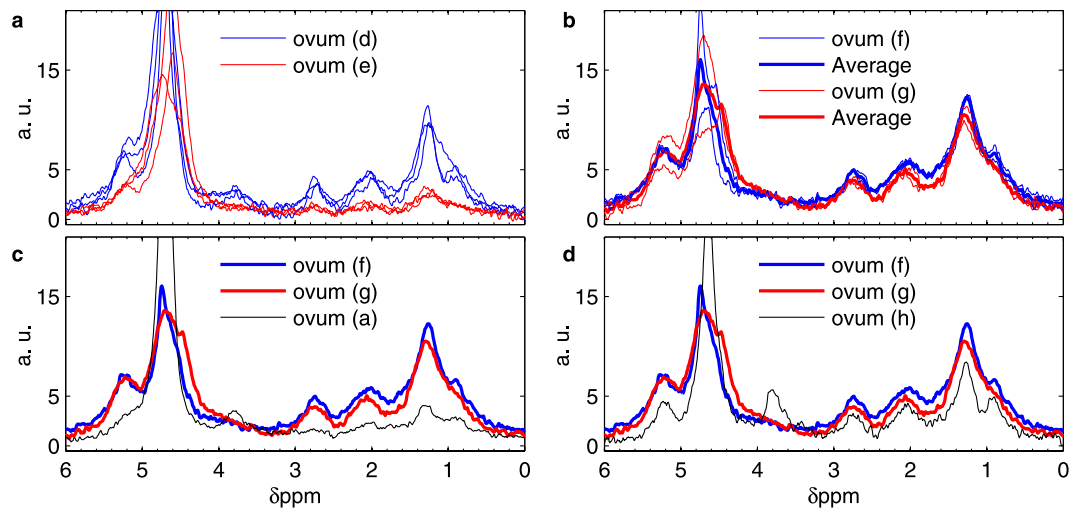 a
ovum (d)
ovum (e)
15
5
0
a. u.
b
ovum (f)
Average
ovum (g)
Average
15
5
0
a. u.
c
ovum (f)
ovum (g)
ovum (a)
15
5
0
a. u.
6 5 4 3 2 1 0
δppm
d
ovum (f)
ovum (g)
ovum (h)
15
5
0
a. u.
6 5 4 3 2 1 0
δppm